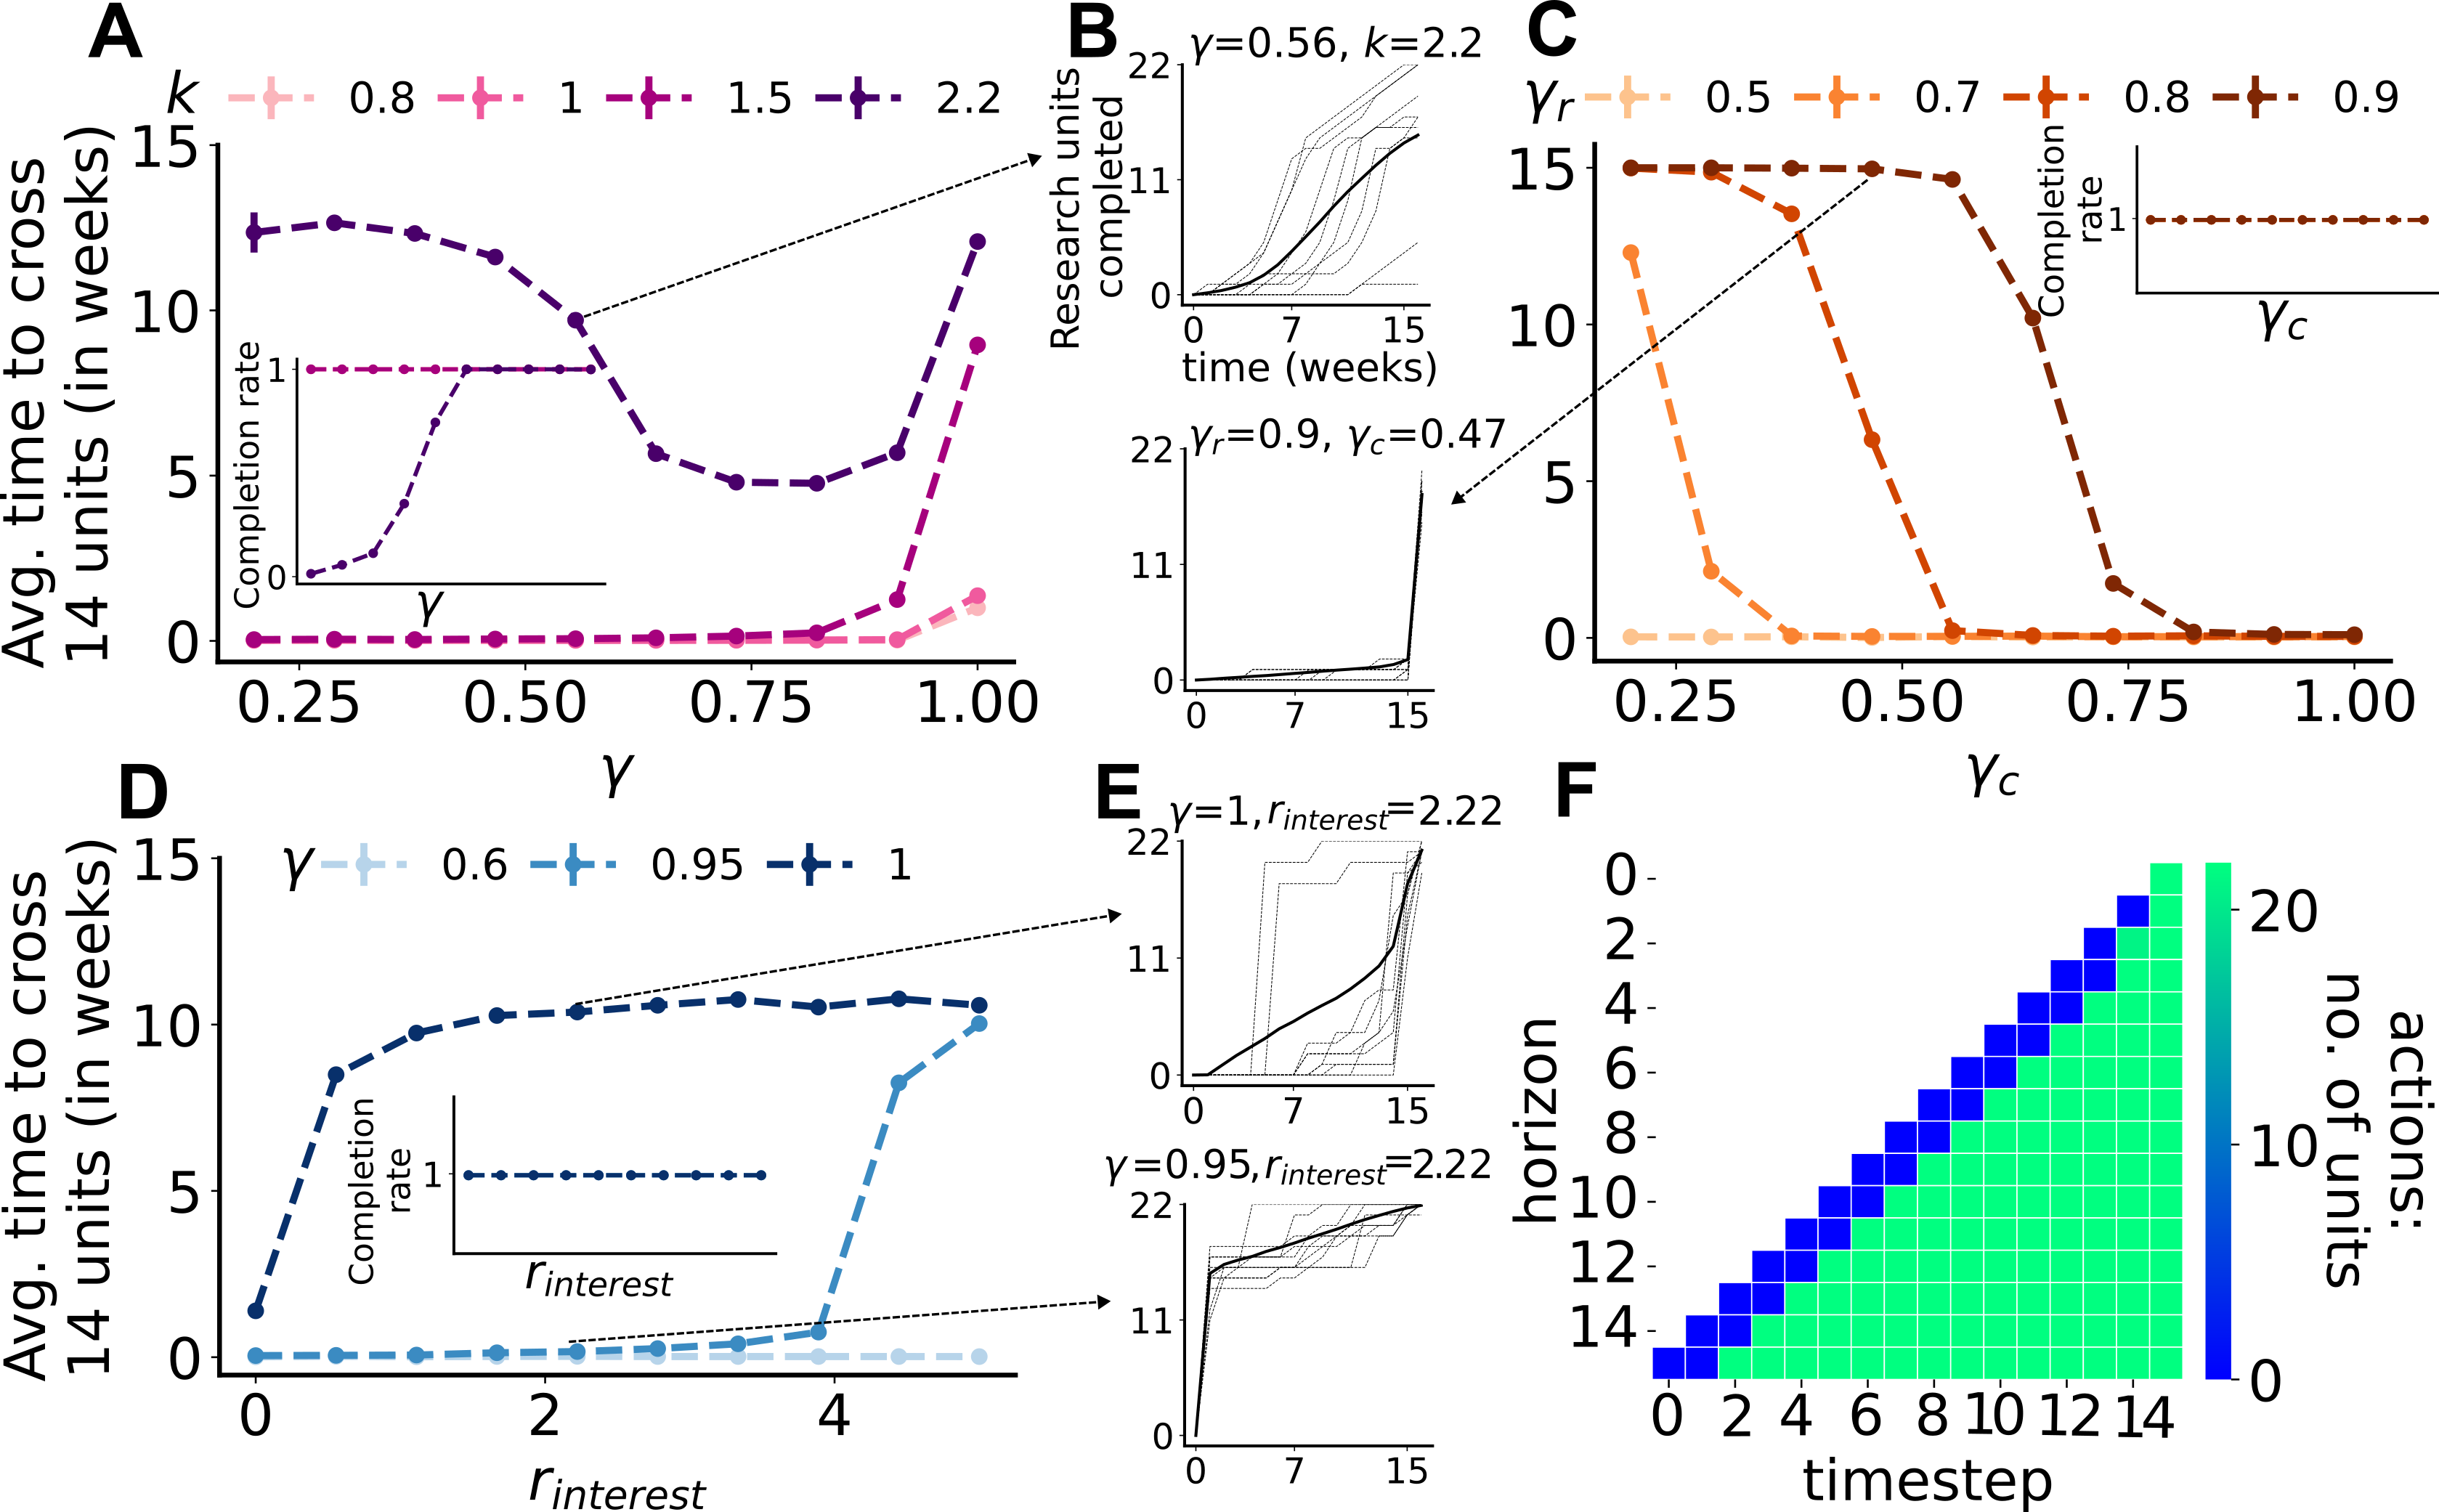 A
k 0.8 1 1.5 2.2
Avg. time to cross
14 units (in weeks)
15
10
5
0
0.25 0.50 0.75 1.00
γ
Completion rate
1
0
γ
B
γ=0.56, k=2.2
Research units
completed
22
11
0
0 7 15
time (weeks)
γr=0.9, γc=0.47
22
11
0
0 7 15
C
γr 0.5 0.7 0.8 0.9
15
10
5
0
0.25 0.50 0.75 1.00
γc
Completion
rate
1
γc
D
γ 0.6 0.95 1
Avg. time to cross
14 units (in weeks)
15
10
5
0
0 2 4
rinterest
Completion
rate
1
rinterest
E
γ=1, rinterest=2.22
22
11
0
0 7 15
γ=0.95, rinterest=2.22
22
11
0
0 7 15
F
horizon
0
2
4
6
8
10
12
14
0 2 4 6 8 10 12 14
timestep
20
10
0
actions:
no. of units